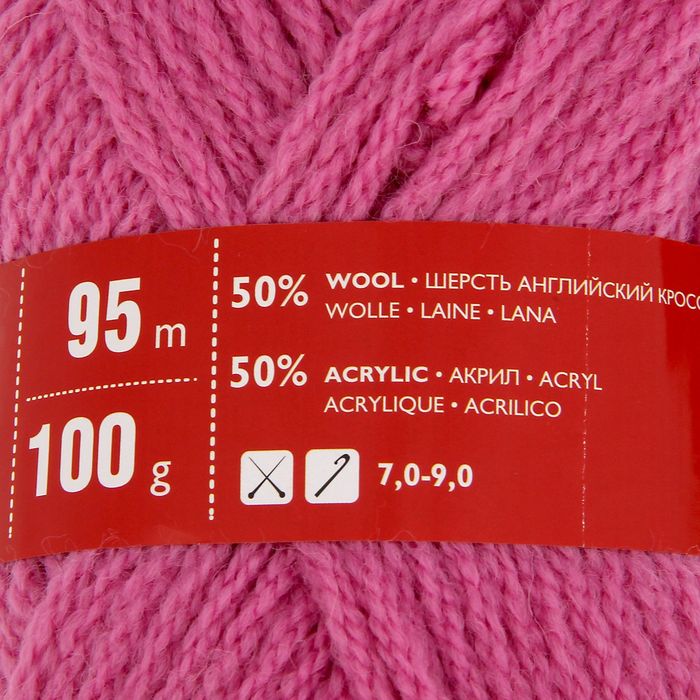 95 m
100 g
50% WOOL • ШЕРСТЬ АНГЛИЙСКИЙ
WOLLE • LAINE • LANA
50% ACRYLIC • АКРИЛ • ACRYL
ACRYLIQUE • ACRILICO
7,0-9,0